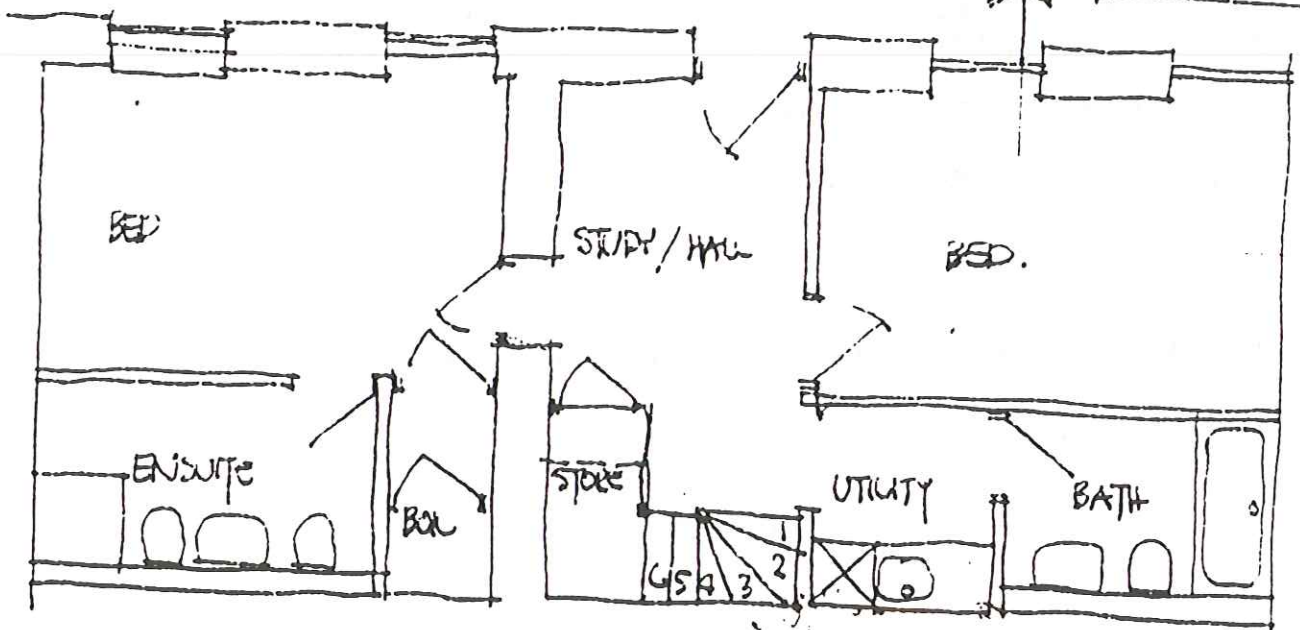 BED
STUDY/HALL
BED.
ENSUITE
BOIL
STORE
UTILITY
BATH
1
2
3
4
5
6